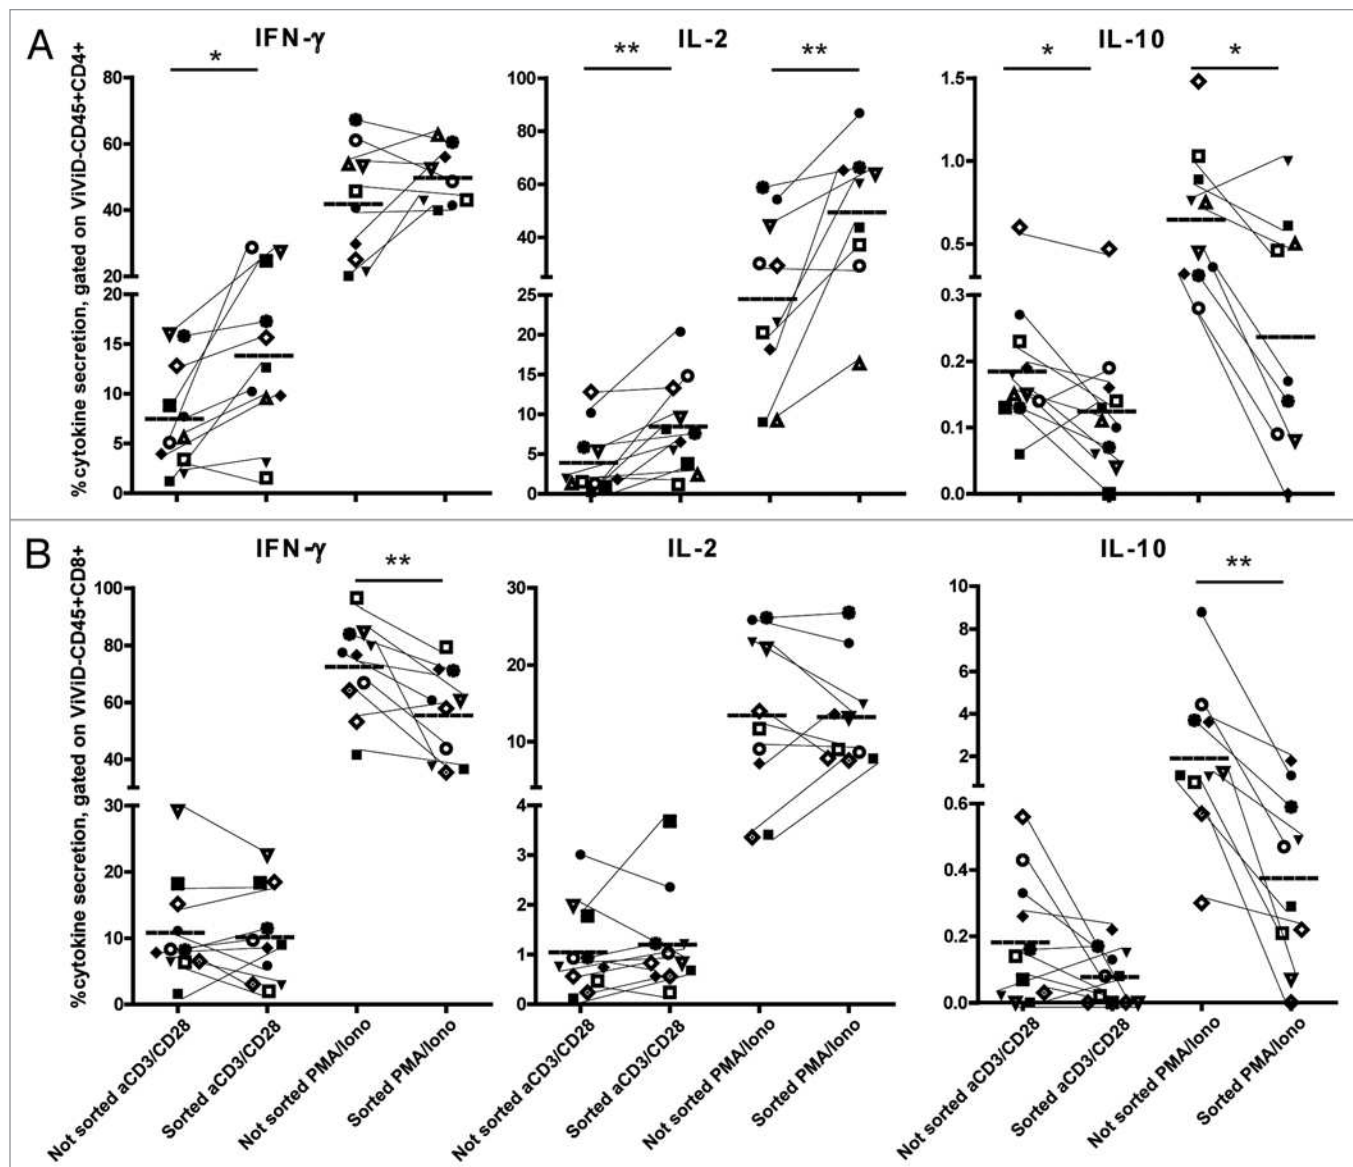 A
IFN-γ
IL-2
IL-10
%cytokine secretion, gated on ViViD-CD45+CD4+
*
**
**
*
*
80
60
40
20
20
15
10
5
0
100
80
60
40
25
20
15
10
5
0
1.5
1.0
0.5
0.3
0.2
0.1
0.0
B
IFN-γ
IL-2
IL-10
%cytokine secretion, gated on ViViD-CD45+CD8+
**
**
100
80
60
40
30
20
10
0
30
20
10
4
3
2
1
0
10
8
6
4
2
0.6
0.4
0.2
0.0
Not sorted aCD3/CD28
Sorted aCD3/CD28
Not sorted PMA/Iono
Sorted PMA/Iono
Not sorted aCD3/CD28
Sorted aCD3/CD28
Not sorted PMA/Iono
Sorted PMA/Iono
Not sorted aCD3/CD28
Sorted aCD3/CD28
Not sorted PMA/Iono
Sorted PMA/Iono